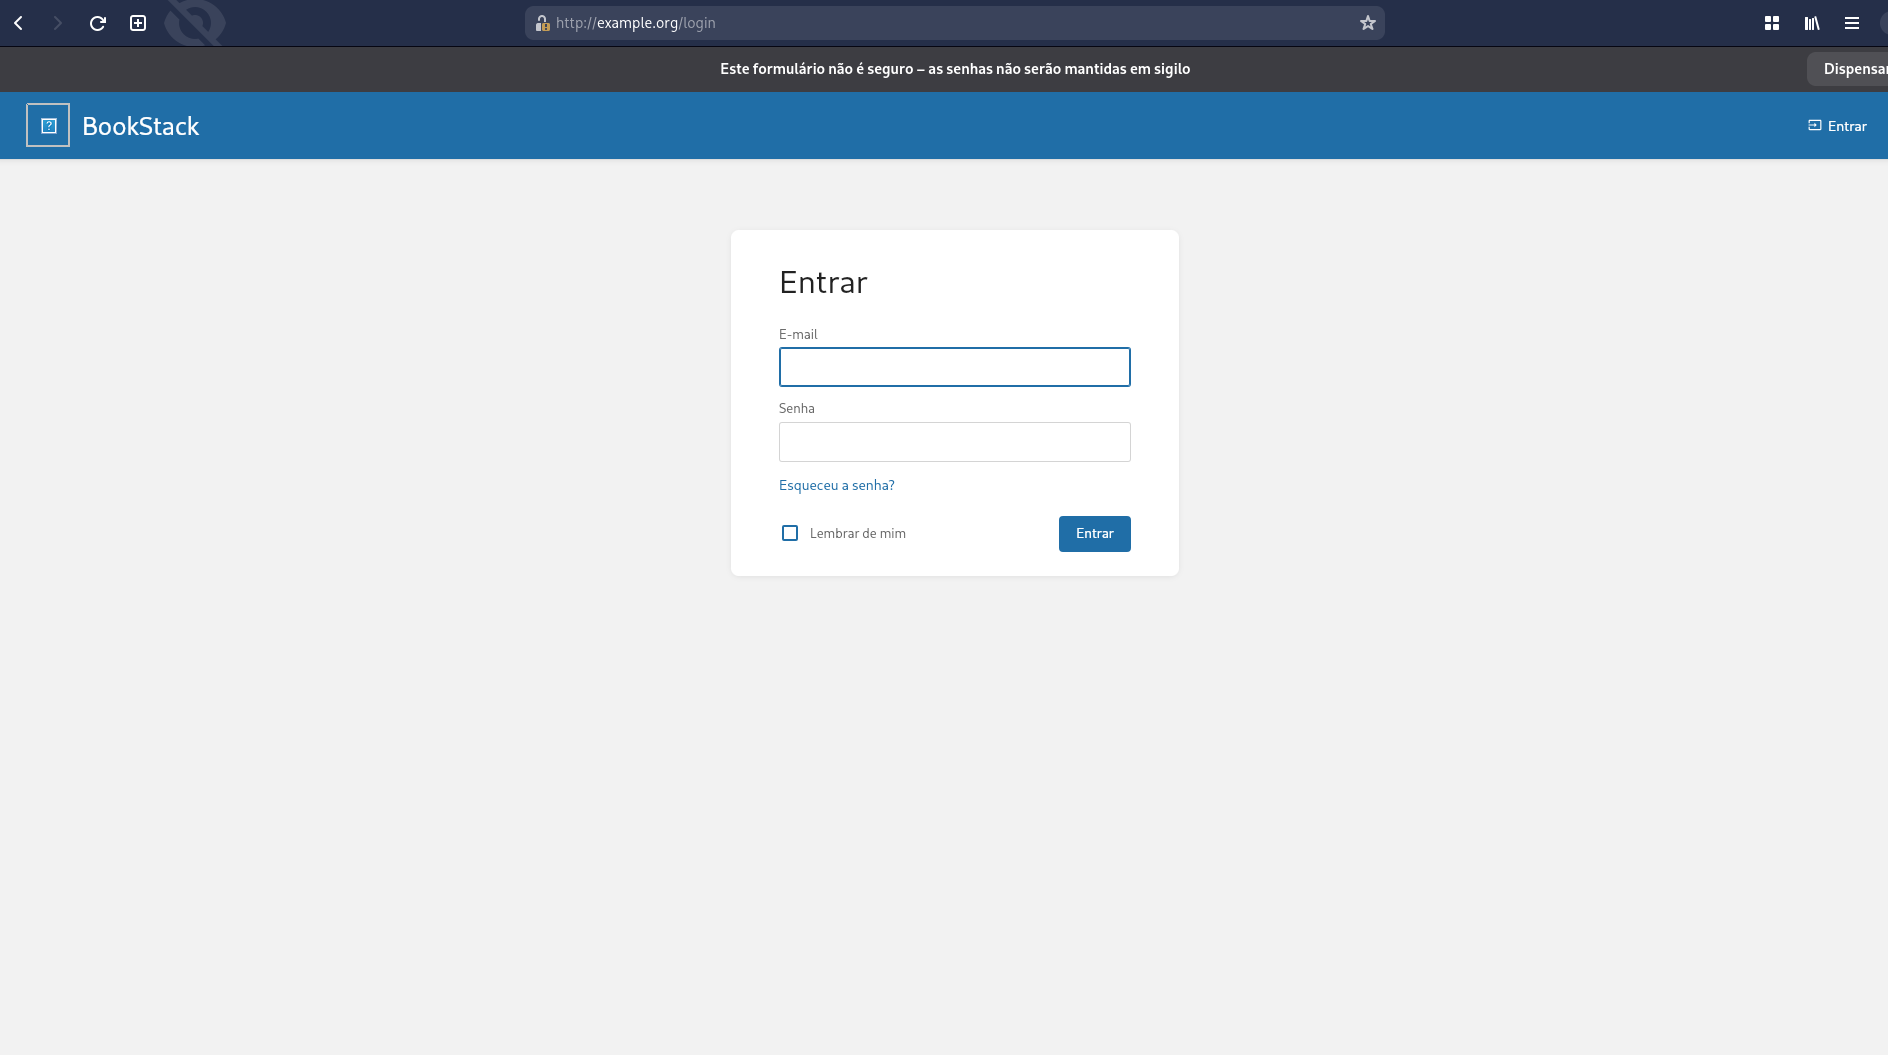 http://example.org/login
Este formulário não é seguro – as senhas não serão mantidas em sigilo
Dispensar
BookStack
Entrar
Entrar
E-mail
Senha
Esqueceu a senha?
Lembrar de mim
Entrar